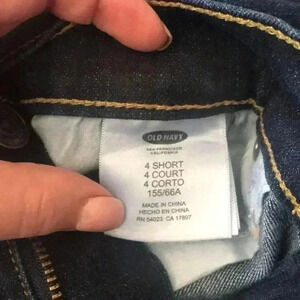 OLD NAVY
SAN FRANCISCO
CALIFORNIA
4 SHORT
4 COURT
4 CORTO
155/66A
MADE IN CHINA
HECHO EN CHINA
RN 54023 CA 17897